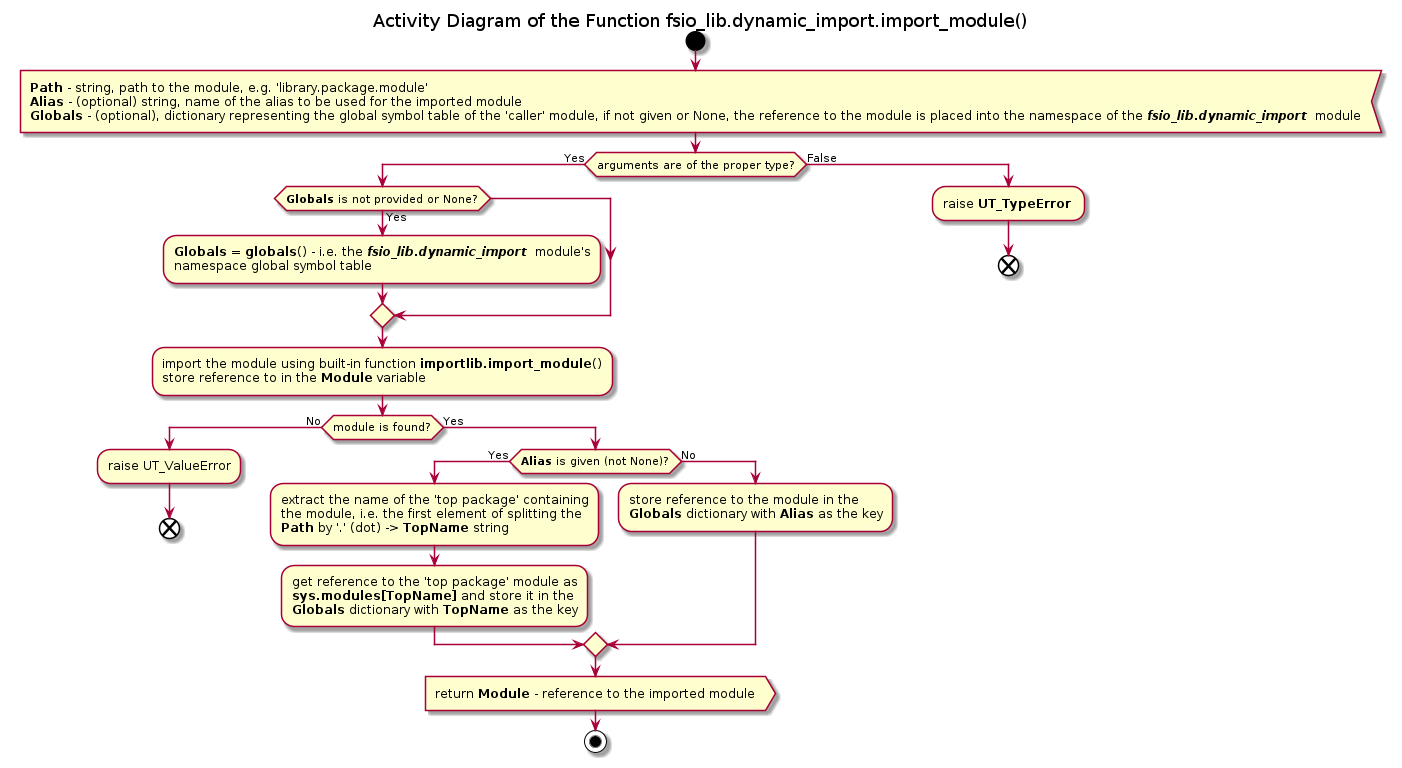 Activity Diagram of the Function fsio_lib.dynamic_import.import_module()
Path - string, path to the module, e.g. 'library.package.module'
Alias - (optional) string, name of the alias to be used for the imported module
Globals - (optional), dictionary representing the global symbol table of the 'caller' module, if not given or None, the reference to the module is placed into the namespace of the fsio_lib.dynamic_import module
Yes
arguments are of the proper type?
False
Globals is not provided or None?
raise UT_TypeError
Yes
Globals = globals() - i.e. the fsio_lib.dynamic_import module's
namespace global symbol table
import the module using built-in function importlib.import_module()
store reference to in the Module variable
No
module is found?
Yes
raise UT_ValueError
Yes
Alias is given (not None)?
No
extract the name of the 'top package' containing
the module, i.e. the first element of splitting the
Path by '.' (dot) -> TopName string
store reference to the module in the
Globals dictionary with Alias as the key
get reference to the 'top package' module as
sys.modules[TopName] and store it in the
Globals dictionary with TopName as the key
return Module - reference to the imported module